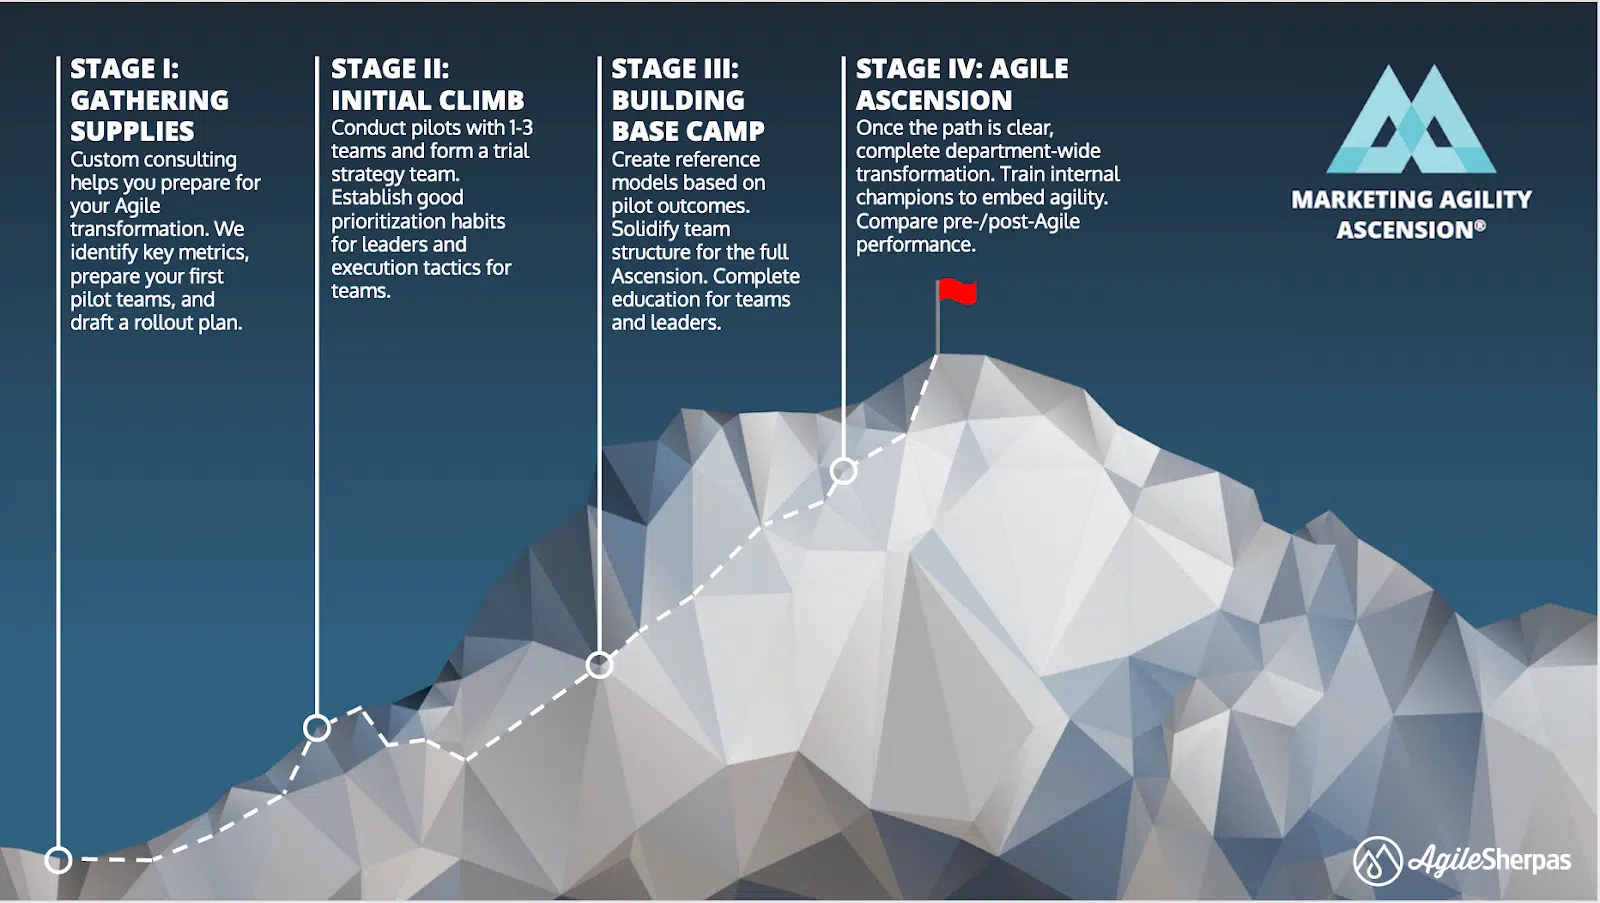 STAGE I:
GATHERING
SUPPLIES
Custom consulting
helps you prepare for
your Agile
transformation. We
identify key metrics,
prepare your first
pilot teams, and
draft a rollout plan.
STAGE II:
INITIAL CLIMB
Conduct pilots with 1-3
teams and form a trial
strategy team.
Establish good
prioritization habits
for leaders and
execution tactics for
teams.
STAGE III:
BUILDING
BASE CAMP
Create reference
models based on
pilot outcomes.
Solidify team
structure for the full
Ascension. Complete
education for teams
and leaders.
STAGE IV: AGILE
ASCENSION
Once the path is clear,
complete department-wide
transformation. Train internal
champions to embed agility.
Compare pre-/post-Agile
performance.
MARKETING AGILITY
ASCENSION®
AgileSherpas